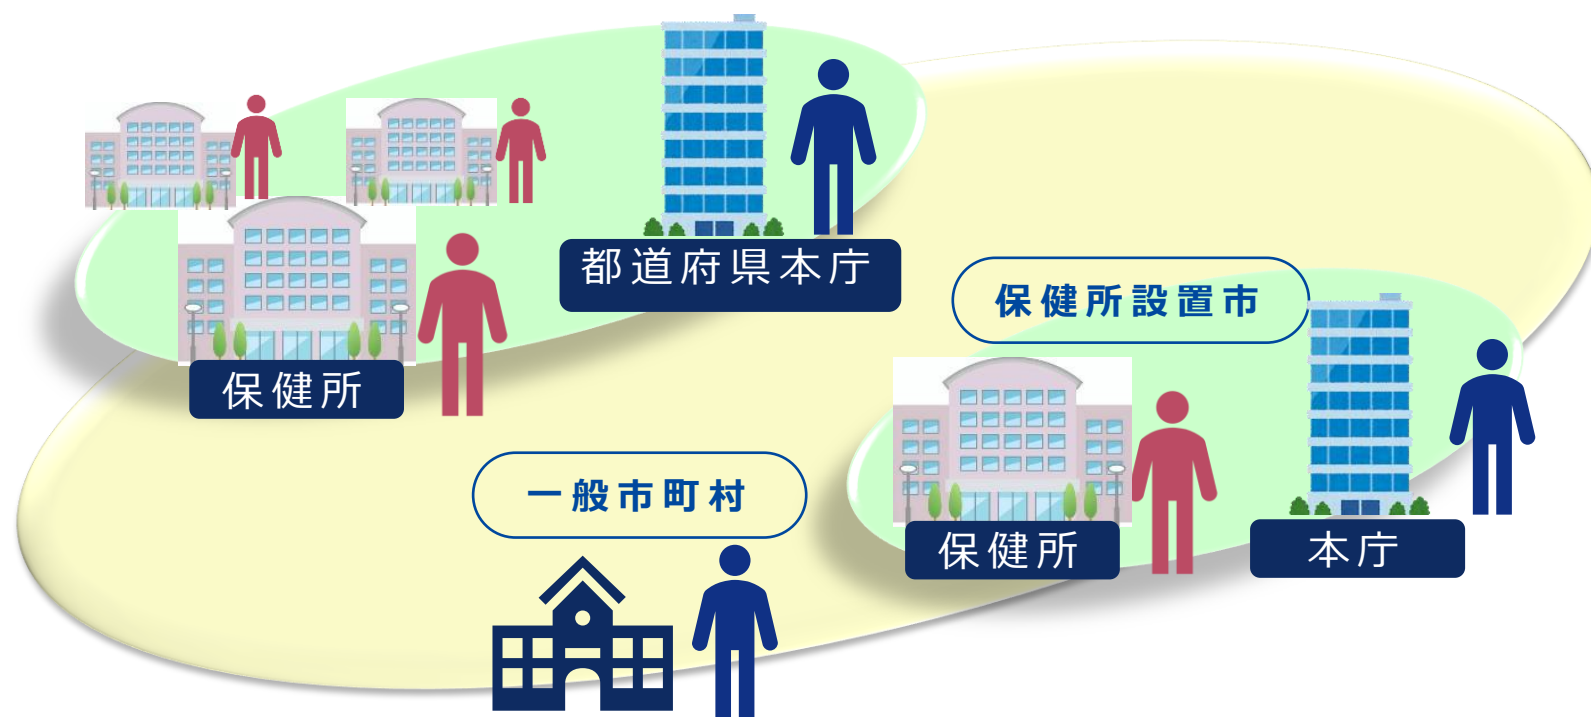 都道府県本庁
保健所設置市
保健所
一般市町村
保健所
本庁